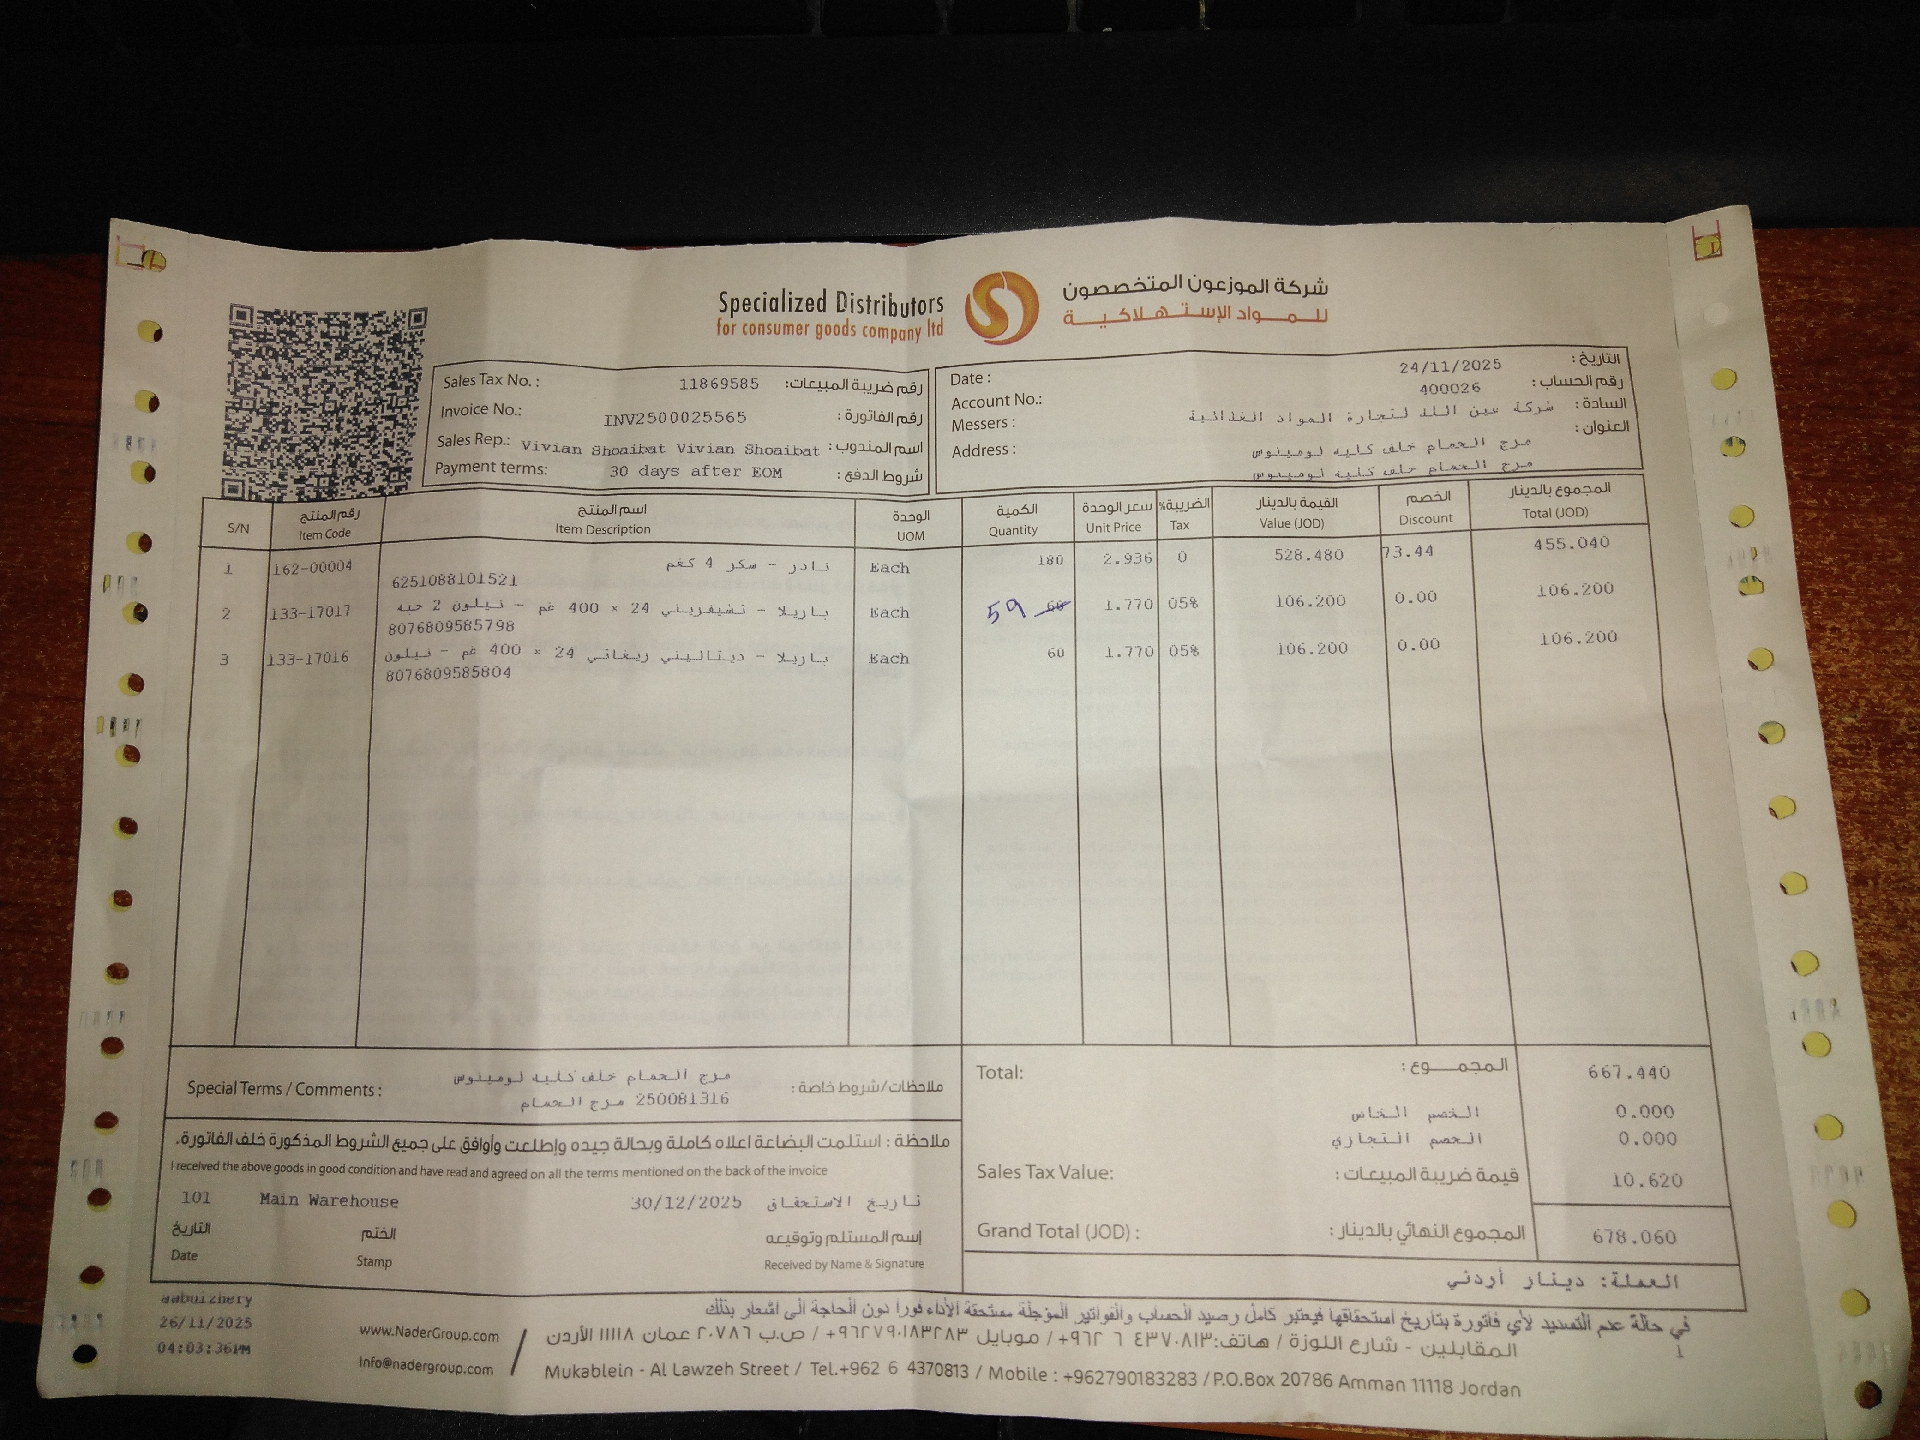 Specialized Distributors
for consumer goods company ltd
شركة الموزعون المتخصصون
للمواد الإستهلاكية
Sales Tax No. : 11869585 رقم ضريبة المبيعات:
Invoice No.: INV2500025565 رقم الفاتورة :
Sales Rep.: Vivian Shoaibat Vivian Shoaibat اسم المندوب :
Payment terms: 30 days after EOM شروط الدفع :
Date : 24/11/2025 التاريخ :
Account No.: 400026 رقم الحساب :
Messers : شركة عين اللد لتجارة المواد الغذائية السادة :
Address : مرج الحمام خلف كلية لومينوس العنوان :
مرج الحمام خلف كلية لومينوس
S/N رقم المنتج اسم المنتج الوحدة الكمية سعر الوحدة الضريبة% القيمة بالدينار الخصم المجموع بالدينار
Item Code Item Description UOM Quantity Unit Price Tax Value (JOD) Discount Total (JOD)
1 162-00004 نادر - سكر 4 كغم Each 180 2.936 0 528.480 73.44 455.040
6251088101521
2 133-17017 باريلا - تشيفريني 24 × 400 غم - نيلون 2 حبة Each 59 60 1.770 05% 106.200 0.00 106.200
8076809585798
3 133-17016 باريلا - ديتاليني ريغاتي 24 × 400 غم - نيلون Each 60 1.770 05% 106.200 0.00 106.200
8076809585804
Special Terms / Comments : مرج الحمام خلف كلية لومينوس ملاحظات/شروط خاصة :
250081316 مرج الحمام
ملاحظة : استلمت البضاعة اعلاه كاملة وبحالة جيده وإطلعت وأوافق على جميع الشروط المذكورة خلف الفاتورة.
I received the above goods in good condition and have read and agreed on all the terms mentioned on the back of the invoice
101 Main Warehouse 30/12/2025 تاريخ الاستحقاق
التاريخ الختم إسم المستلم وتوقيعه
Date Stamp Received by Name & Signature
Total: المجموع : 667.440
الخصم الخاص 0.000
الخصم التجاري 0.000
Sales Tax Value: قيمة ضريبة المبيعات : 10.620
Grand Total (JOD) : المجموع النهائي بالدينار : 678.060
العملة: دينار أردني
aabuizhery
26/11/2025
04:03:36PM
www.NaderGroup.com
Info@nadergroup.com
في حالة عدم التسديد لأي فاتورة بتاريخ استحقاقها فيعتبر كامل رصيد الحساب والفواتير المؤجلة مستحقة الأداء فوراً دون الحاجة الى اشعار بذلك
1
المقابلين - شارع اللوزة / هاتف: ٤٣٧٠٨١٣ ٦ ٩٦٢+ / موبايل ٩٦٢٧٩٠١٨٣٢٨٣+ / ص.ب ٢٠٧٨٦ عمان ١١١١٨ الأردن
Mukablein - Al Lawzeh Street / Tel.+962 6 4370813 / Mobile : +962790183283 / P.O.Box 20786 Amman 11118 Jordan